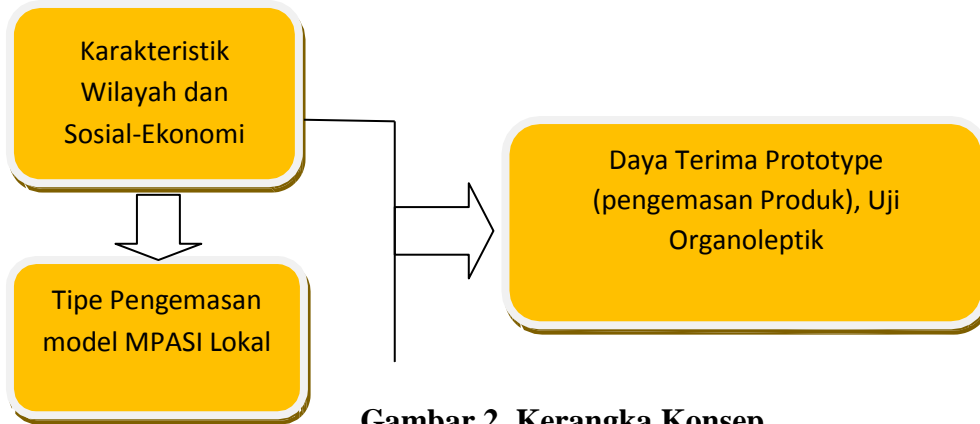 Karakteristik
Wilayah dan
Sosial-Ekonomi
Daya Terima Prototype
(pengemasan Produk), Uji
Organoleptik
Tipe Pengemasan
model MPASI Lokal
Gambar 2. Kerangka Konsep